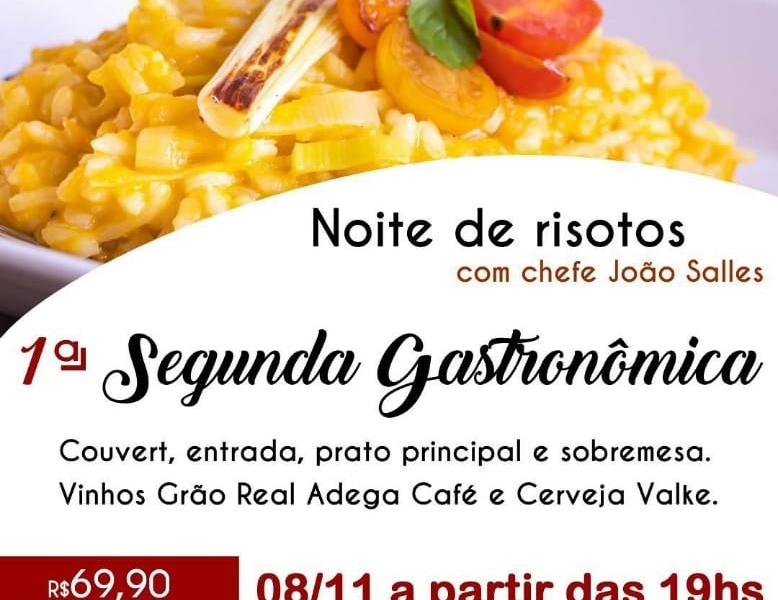 Noite de risotos
com chefe João Salles
1ª Segunda Gastronômica
Couvert, entrada, prato principal e sobremesa.
Vinhos Grão Real Adega Café e Cerveja Valke.
R$69,90
08/11 a partir das 19hs